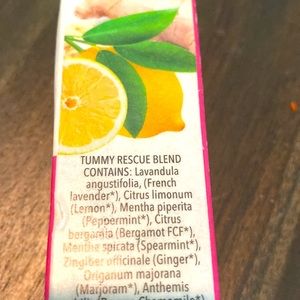 TUMMY RESCUE BLEND
CONTAINS: Lavandula
angustifolia, (French
lavender*), Citrus limonum
(Lemon*), Mentha piperita
(Peppermint*), Citrus
bergamia (Bergamot FCF*),
Mentha spicata (Spearmint*),
Zingiber officinale (Ginger*),
Origanum majorana
(Marjoram*), Anthemis